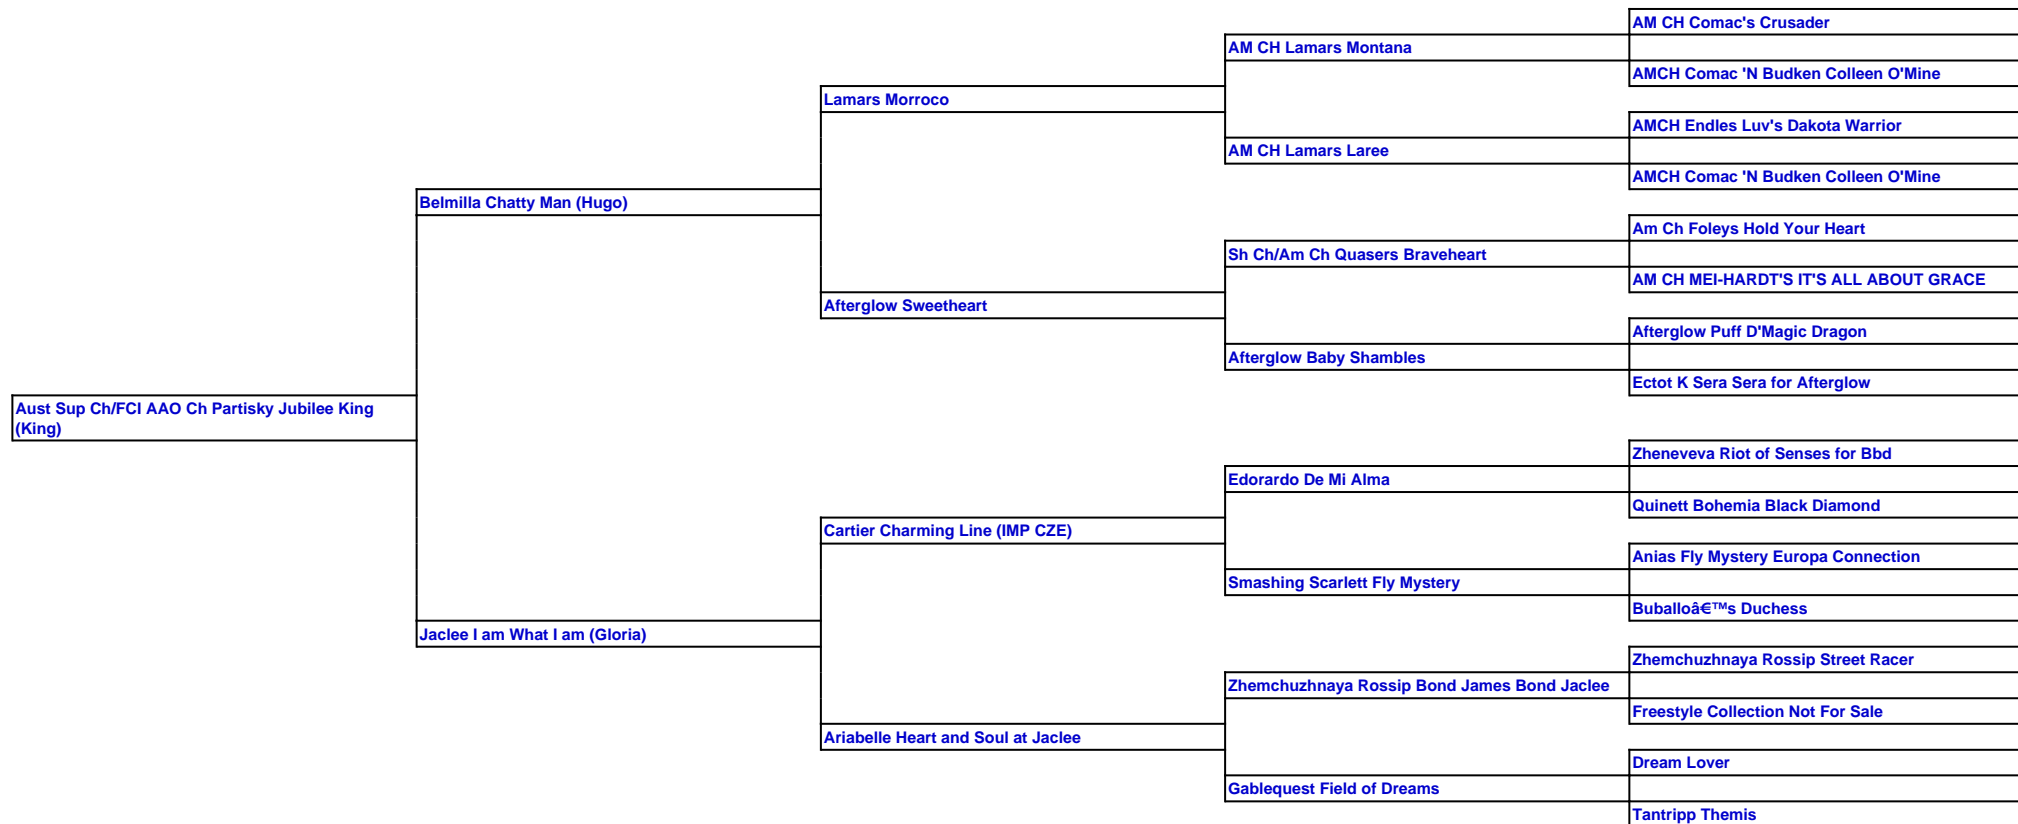 AM CH Comac's Crusader
AM CH Lamars Montana
AMCH Comac 'N Budken Colleen O'Mine
Lamars Morroco
AMCH Endles Luv's Dakota Warrior
AM CH Lamars Laree
AMCH Comac 'N Budken Colleen O'Mine
Belmilla Chatty Man (Hugo)
Am Ch Foleys Hold Your Heart
Sh Ch/Am Ch Quasers Braveheart
AM CH MEI-HARDT'S IT'S ALL ABOUT GRACE
Afterglow Sweetheart
Afterglow Puff D'Magic Dragon
Afterglow Baby Shambles
Ectot K Sera Sera for Afterglow
Aust Sup Ch/FCI AAO Ch Partisky Jubilee King
(King)
Zheneveva Riot of Senses for Bbd
Edorardo De Mi Alma
Quinett Bohemia Black Diamond
Cartier Charming Line (IMP CZE)
Anias Fly Mystery Europa Connection
Smashing Scarlett Fly Mystery
Buballoâ€™s Duchess
Jaclee I am What I am (Gloria)
Zhemchuzhnaya Rossip Street Racer
Zhemchuzhnaya Rossip Bond James Bond Jaclee
Freestyle Collection Not For Sale
Ariabelle Heart and Soul at Jaclee
Dream Lover
Gablequest Field of Dreams
Tantripp Themis